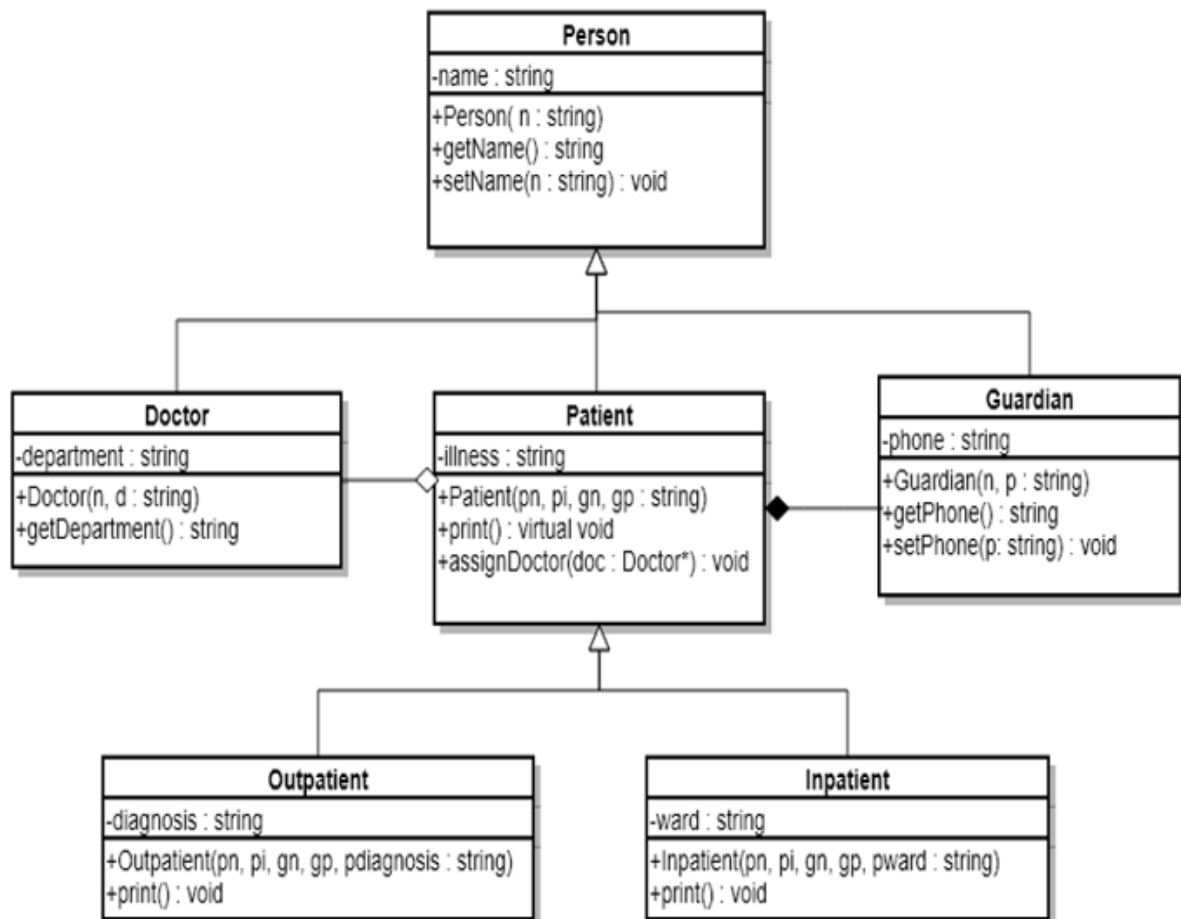 Person
-name : string
+Person( n : string)
+getName() : string
+setName(n : string) : void
Doctor
-department : string
+Doctor(n, d : string)
+getDepartment() : string
Patient
-illness : string
+Patient(pn, pi, gn, gp : string)
+print() : virtual void
+assignDoctor(doc : Doctor*) : void
Guardian
-phone : string
+Guardian(n, p : string)
+getPhone() : string
+setPhone(p: string) : void
Outpatient
-diagnosis : string
+Outpatient(pn, pi, gn, gp, pdiagnosis : string)
+print() : void
Inpatient
-ward : string
+Inpatient(pn, pi, gn, gp, pward : string)
+print() : void